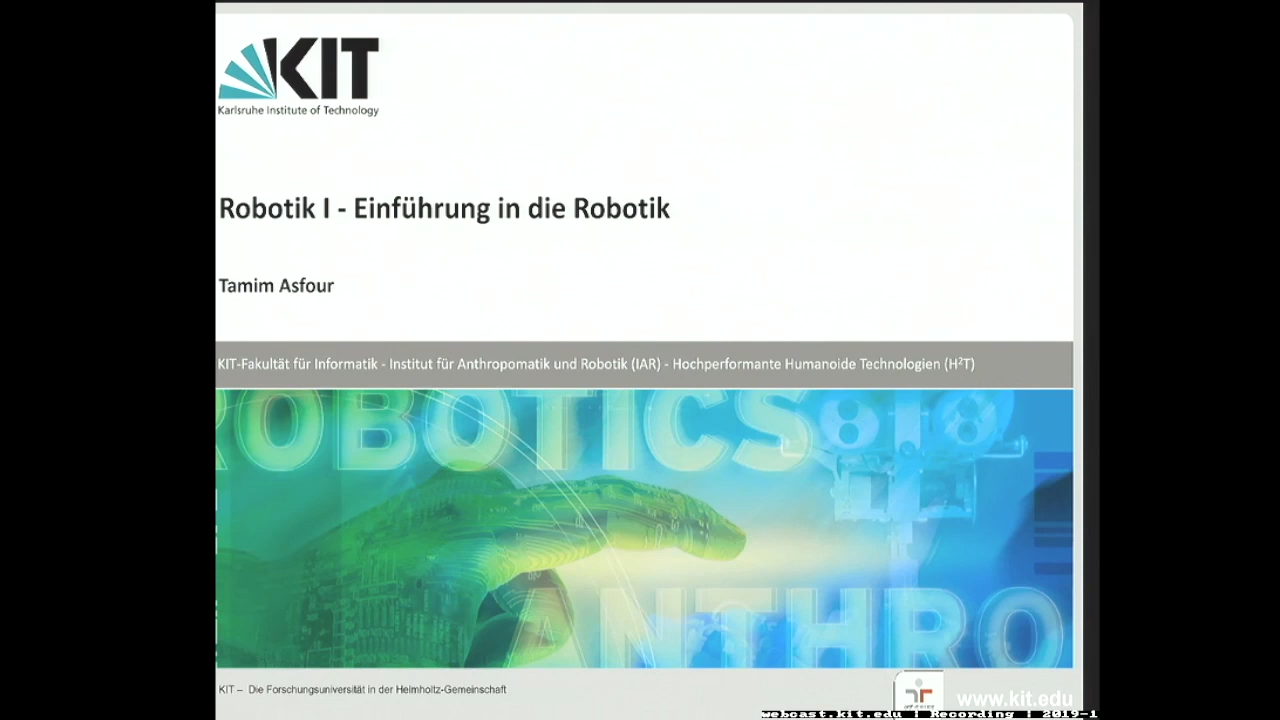 KIT
Karlsruhe Institute of Technology
Robotik I - Einführung in die Robotik
Tamim Asfour
KIT-Fakultät für Informatik - Institut für Anthropomatik und Robotik (IAR) - Hochperformante Humanoide Technologien (H²T)
ROBOTICS
ANTHRO
KIT – Die Forschungsuniversität in der Helmholtz-Gemeinschaft
www.kit.edu
webcast.kit.edu | Recording | 2019-1